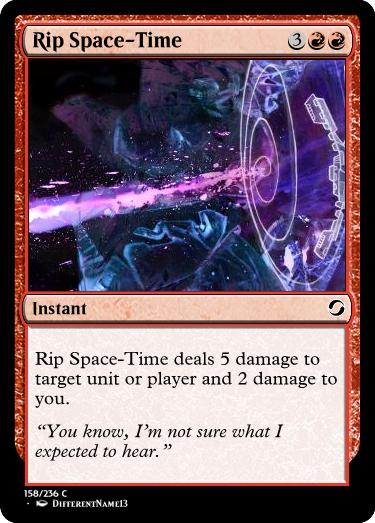 Rip Space-Time 3
Instant
Rip Space-Time deals 5 damage to
target unit or player and 2 damage to
you.
“You know, I’m not sure what I
expected to hear.”
158/236 C
· DifferentName13